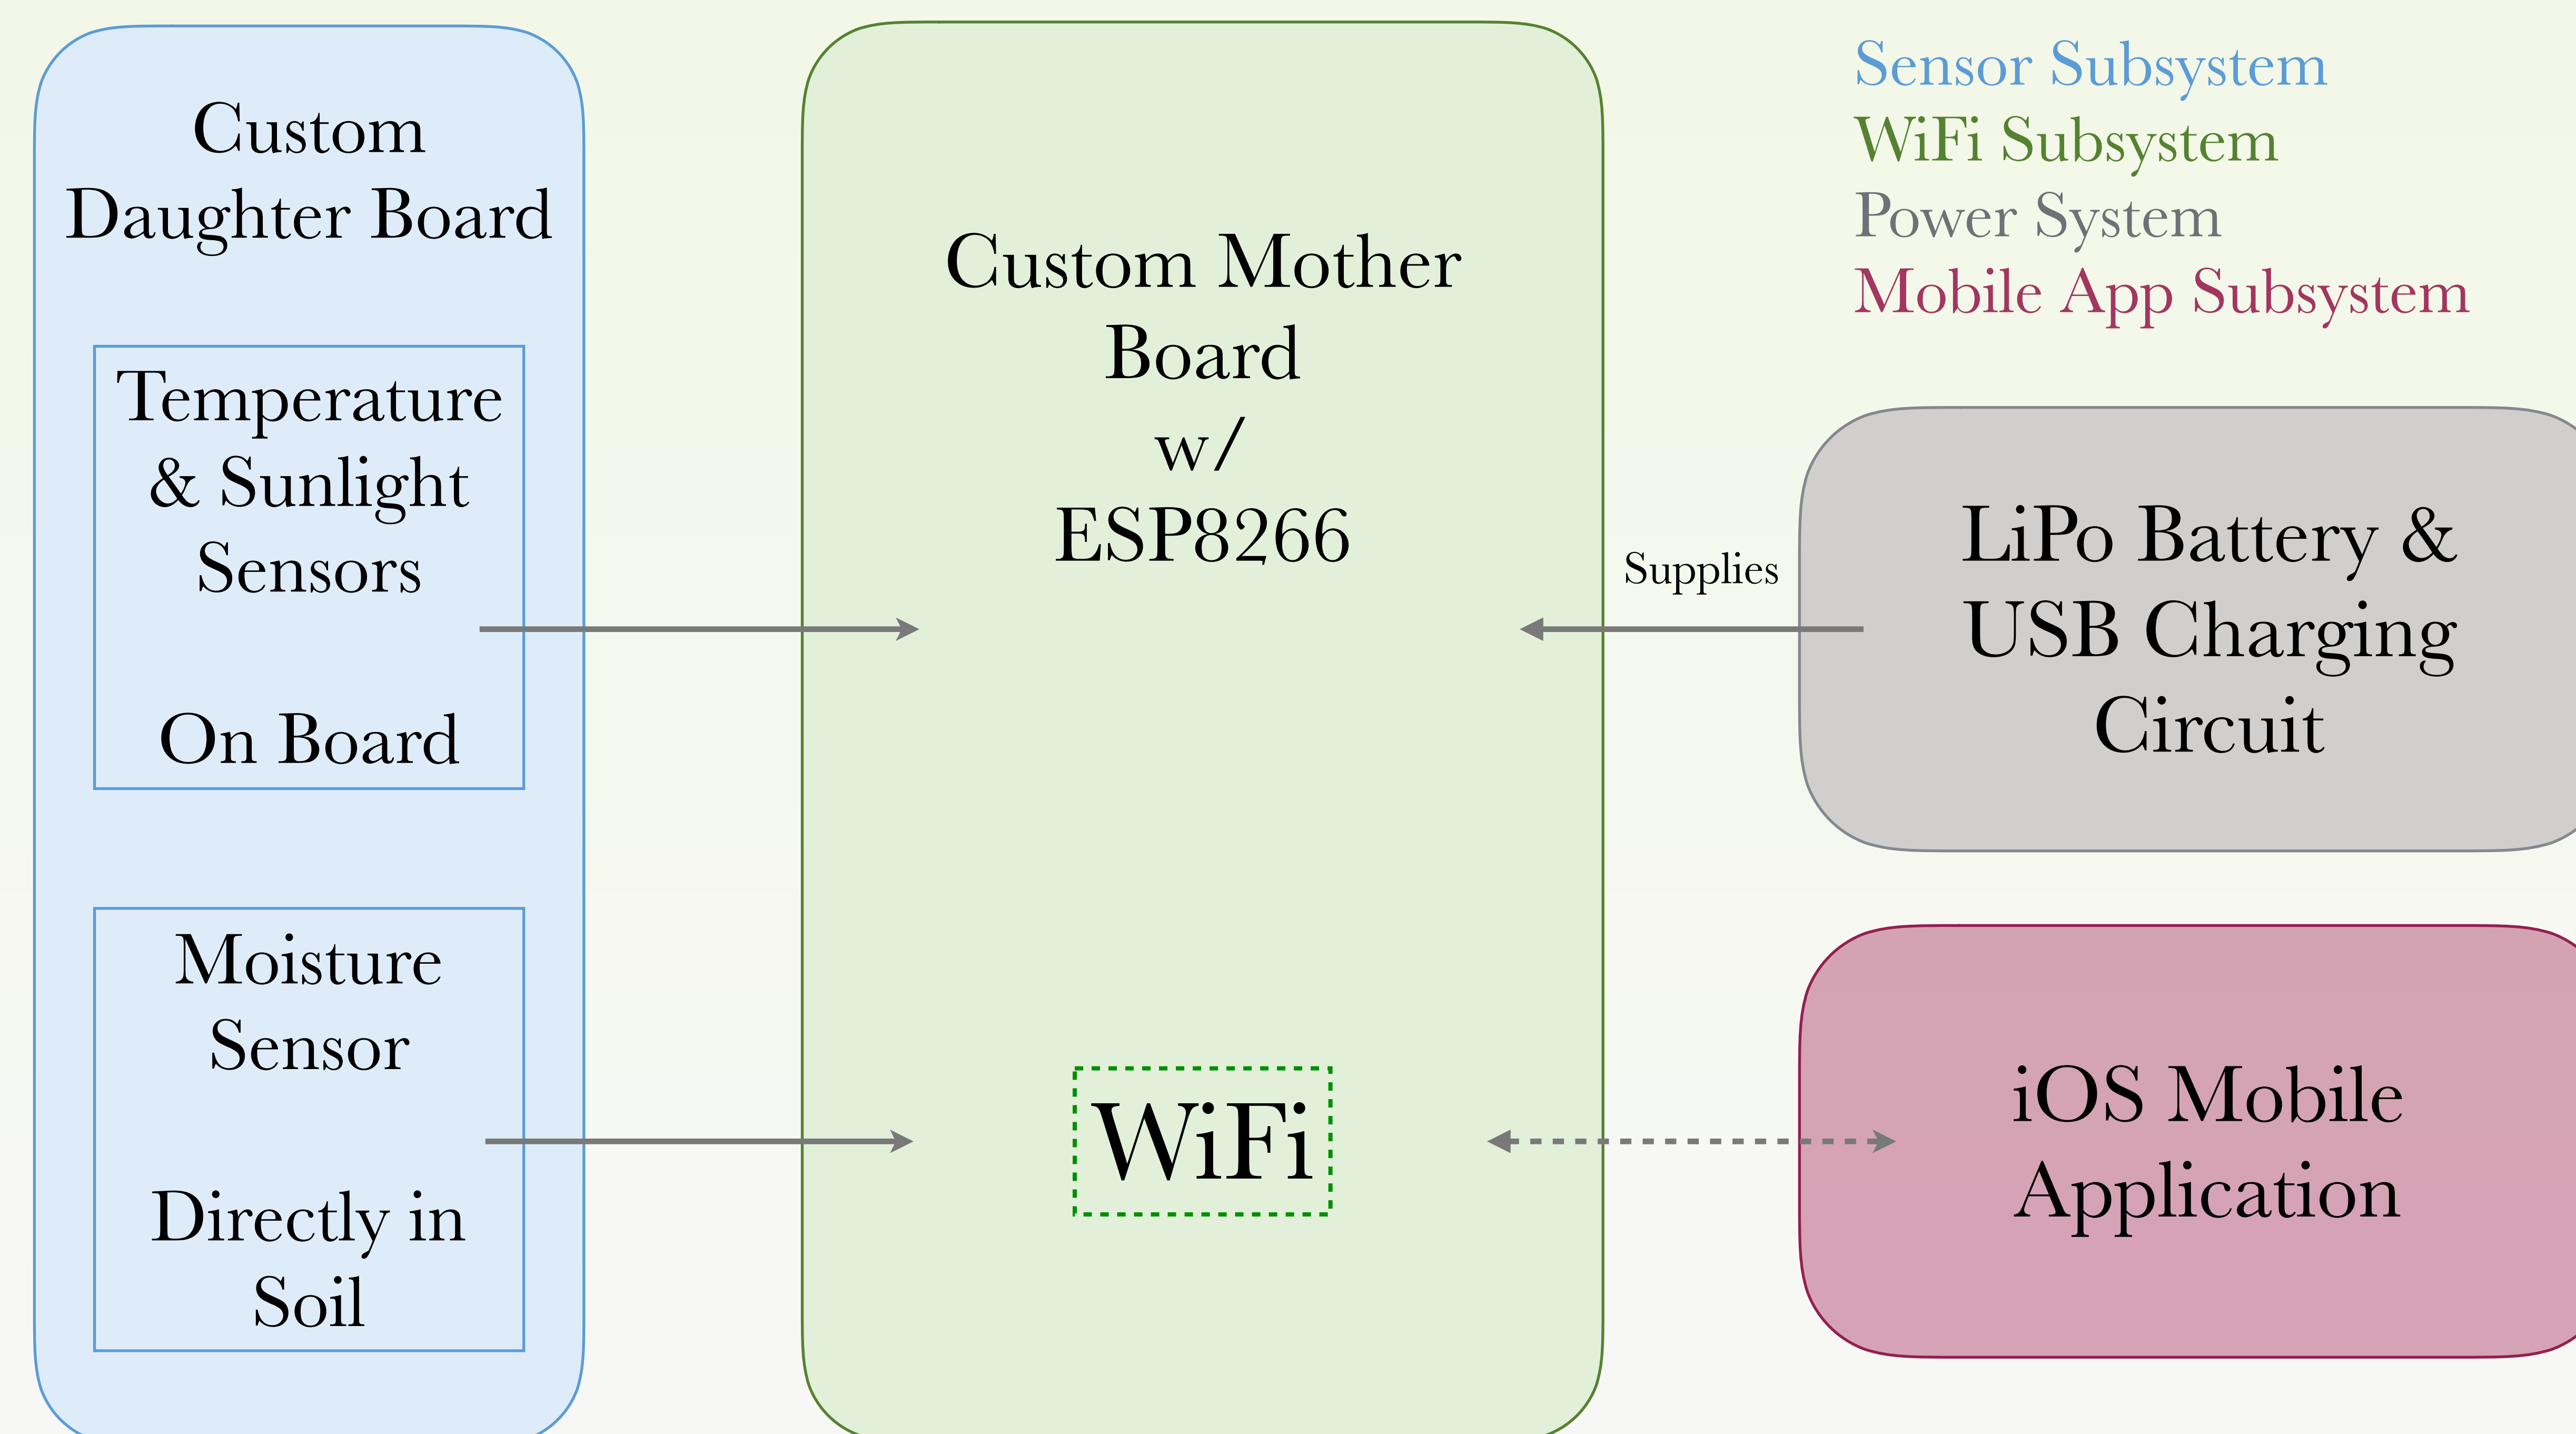 Custom
Daughter Board
Temperature
& Sunlight
Sensors
On Board
Moisture
Sensor
Directly in
Soil
Custom Mother
Board
w/
ESP8266
WiFi
Sensor Subsystem
WiFi Subsystem
Power System
Mobile App Subsystem
Supplies
LiPo Battery &
USB Charging
Circuit
iOS Mobile
Application